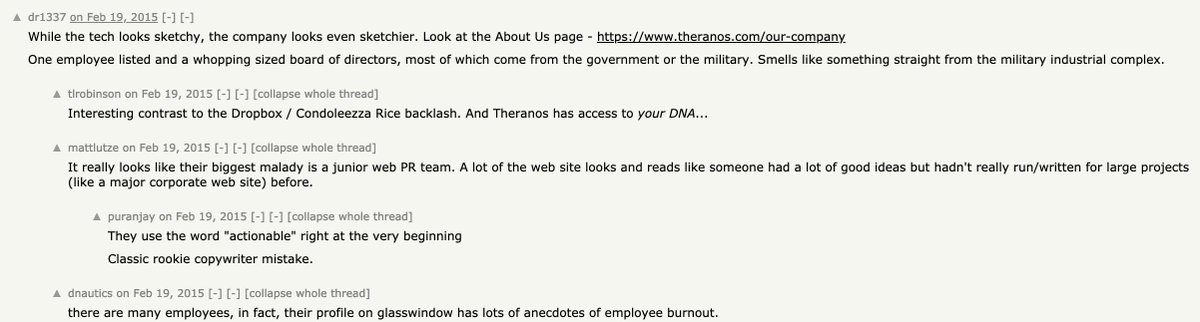 ▲ dr1337 on Feb 19, 2015 [-] [-]
While the tech looks sketchy, the company looks even sketchier. Look at the About Us page - https://www.theranos.com/our-company
One employee listed and a whopping sized board of directors, most of which come from the government or the military. Smells like something straight from the military industrial complex.
▲ tlrobinson on Feb 19, 2015 [-] [-] [collapse whole thread]
Interesting contrast to the Dropbox / Condoleezza Rice backlash. And Theranos has access to your DNA...
▲ mattlutze on Feb 19, 2015 [-] [-] [collapse whole thread]
It really looks like their biggest malady is a junior web PR team. A lot of the web site looks and reads like someone had a lot of good ideas but hadn't really run/written for large projects
(like a major corporate web site) before.
▲ puranjay on Feb 19, 2015 [-] [-] [collapse whole thread]
They use the word "actionable" right at the very beginning
Classic rookie copywriter mistake.
▲ dnautics on Feb 19, 2015 [-] [-] [collapse whole thread]
there are many employees, in fact, their profile on glasswindow has lots of anecdotes of employee burnout.